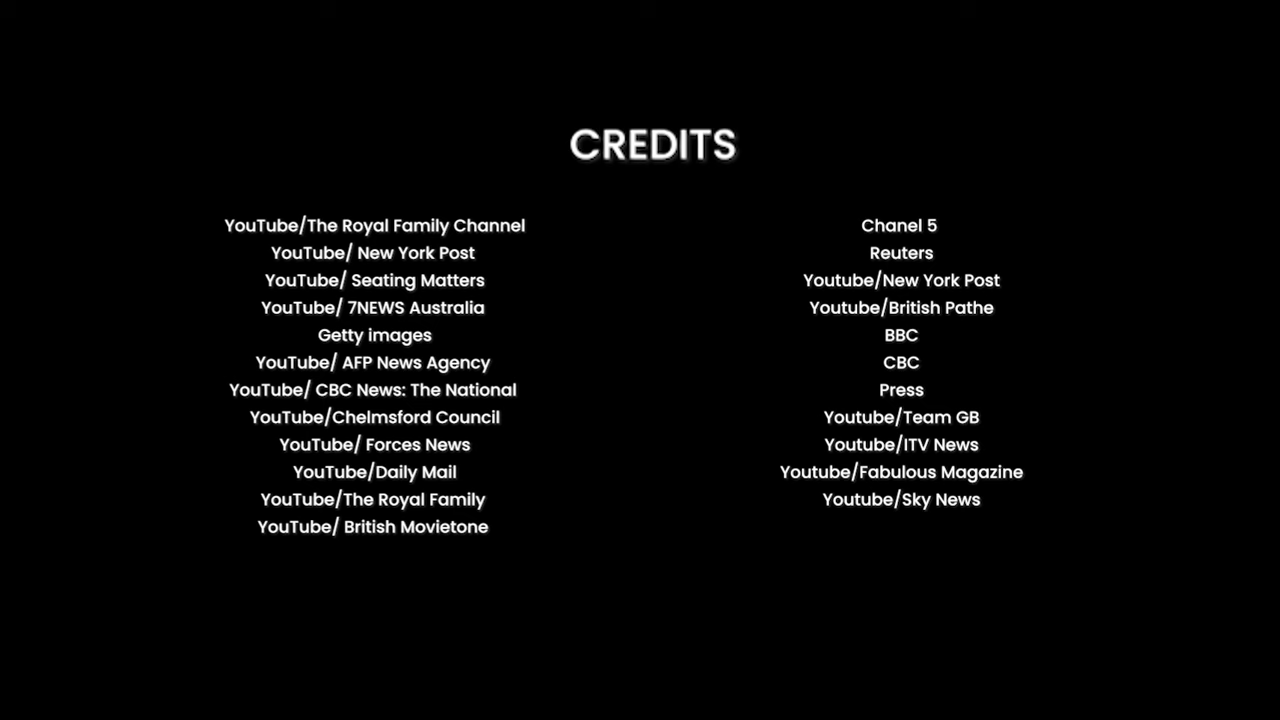 CREDITS
YouTube/The Royal Family Channel
YouTube/ New York Post
YouTube/ Seating Matters
YouTube/ 7NEWS Australia
Getty images
YouTube/ AFP News Agency
YouTube/ CBC News: The National
YouTube/Chelmsford Council
YouTube/ Forces News
YouTube/Daily Mail
YouTube/The Royal Family
YouTube/ British Movietone
Chanel 5
Reuters
Youtube/New York Post
Youtube/British Pathe
BBC
CBC
Press
Youtube/Team GB
Youtube/ITV News
Youtube/Fabulous Magazine
Youtube/Sky News